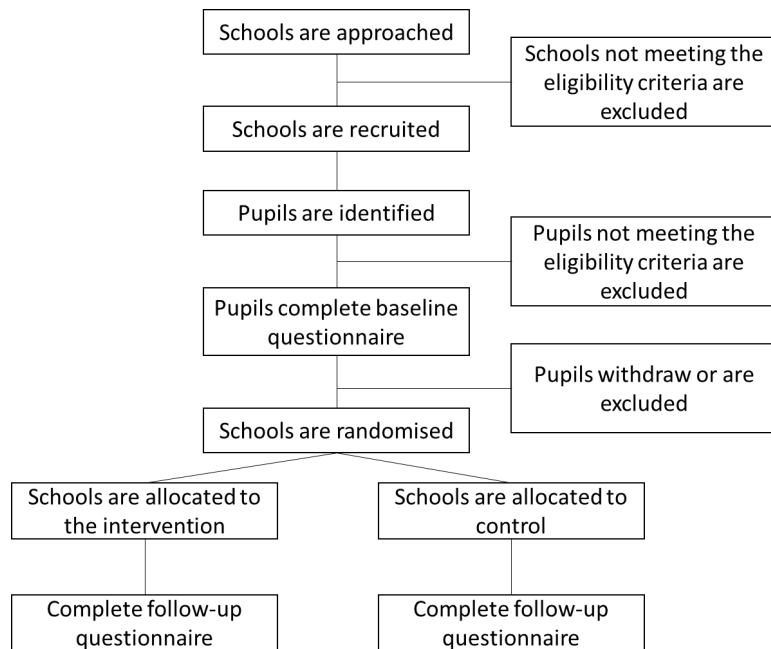 Schools are approached
Schools not meeting the
eligibility criteria are
excluded
Schools are recruited
Pupils are identified
Pupils not meeting the
eligibility criteria are
excluded
Pupils complete baseline
questionnaire
Pupils withdraw or are
excluded
Schools are randomised
Schools are allocated to
the intervention
Schools are allocated to
control
Complete follow-up
questionnaire
Complete follow-up
questionnaire